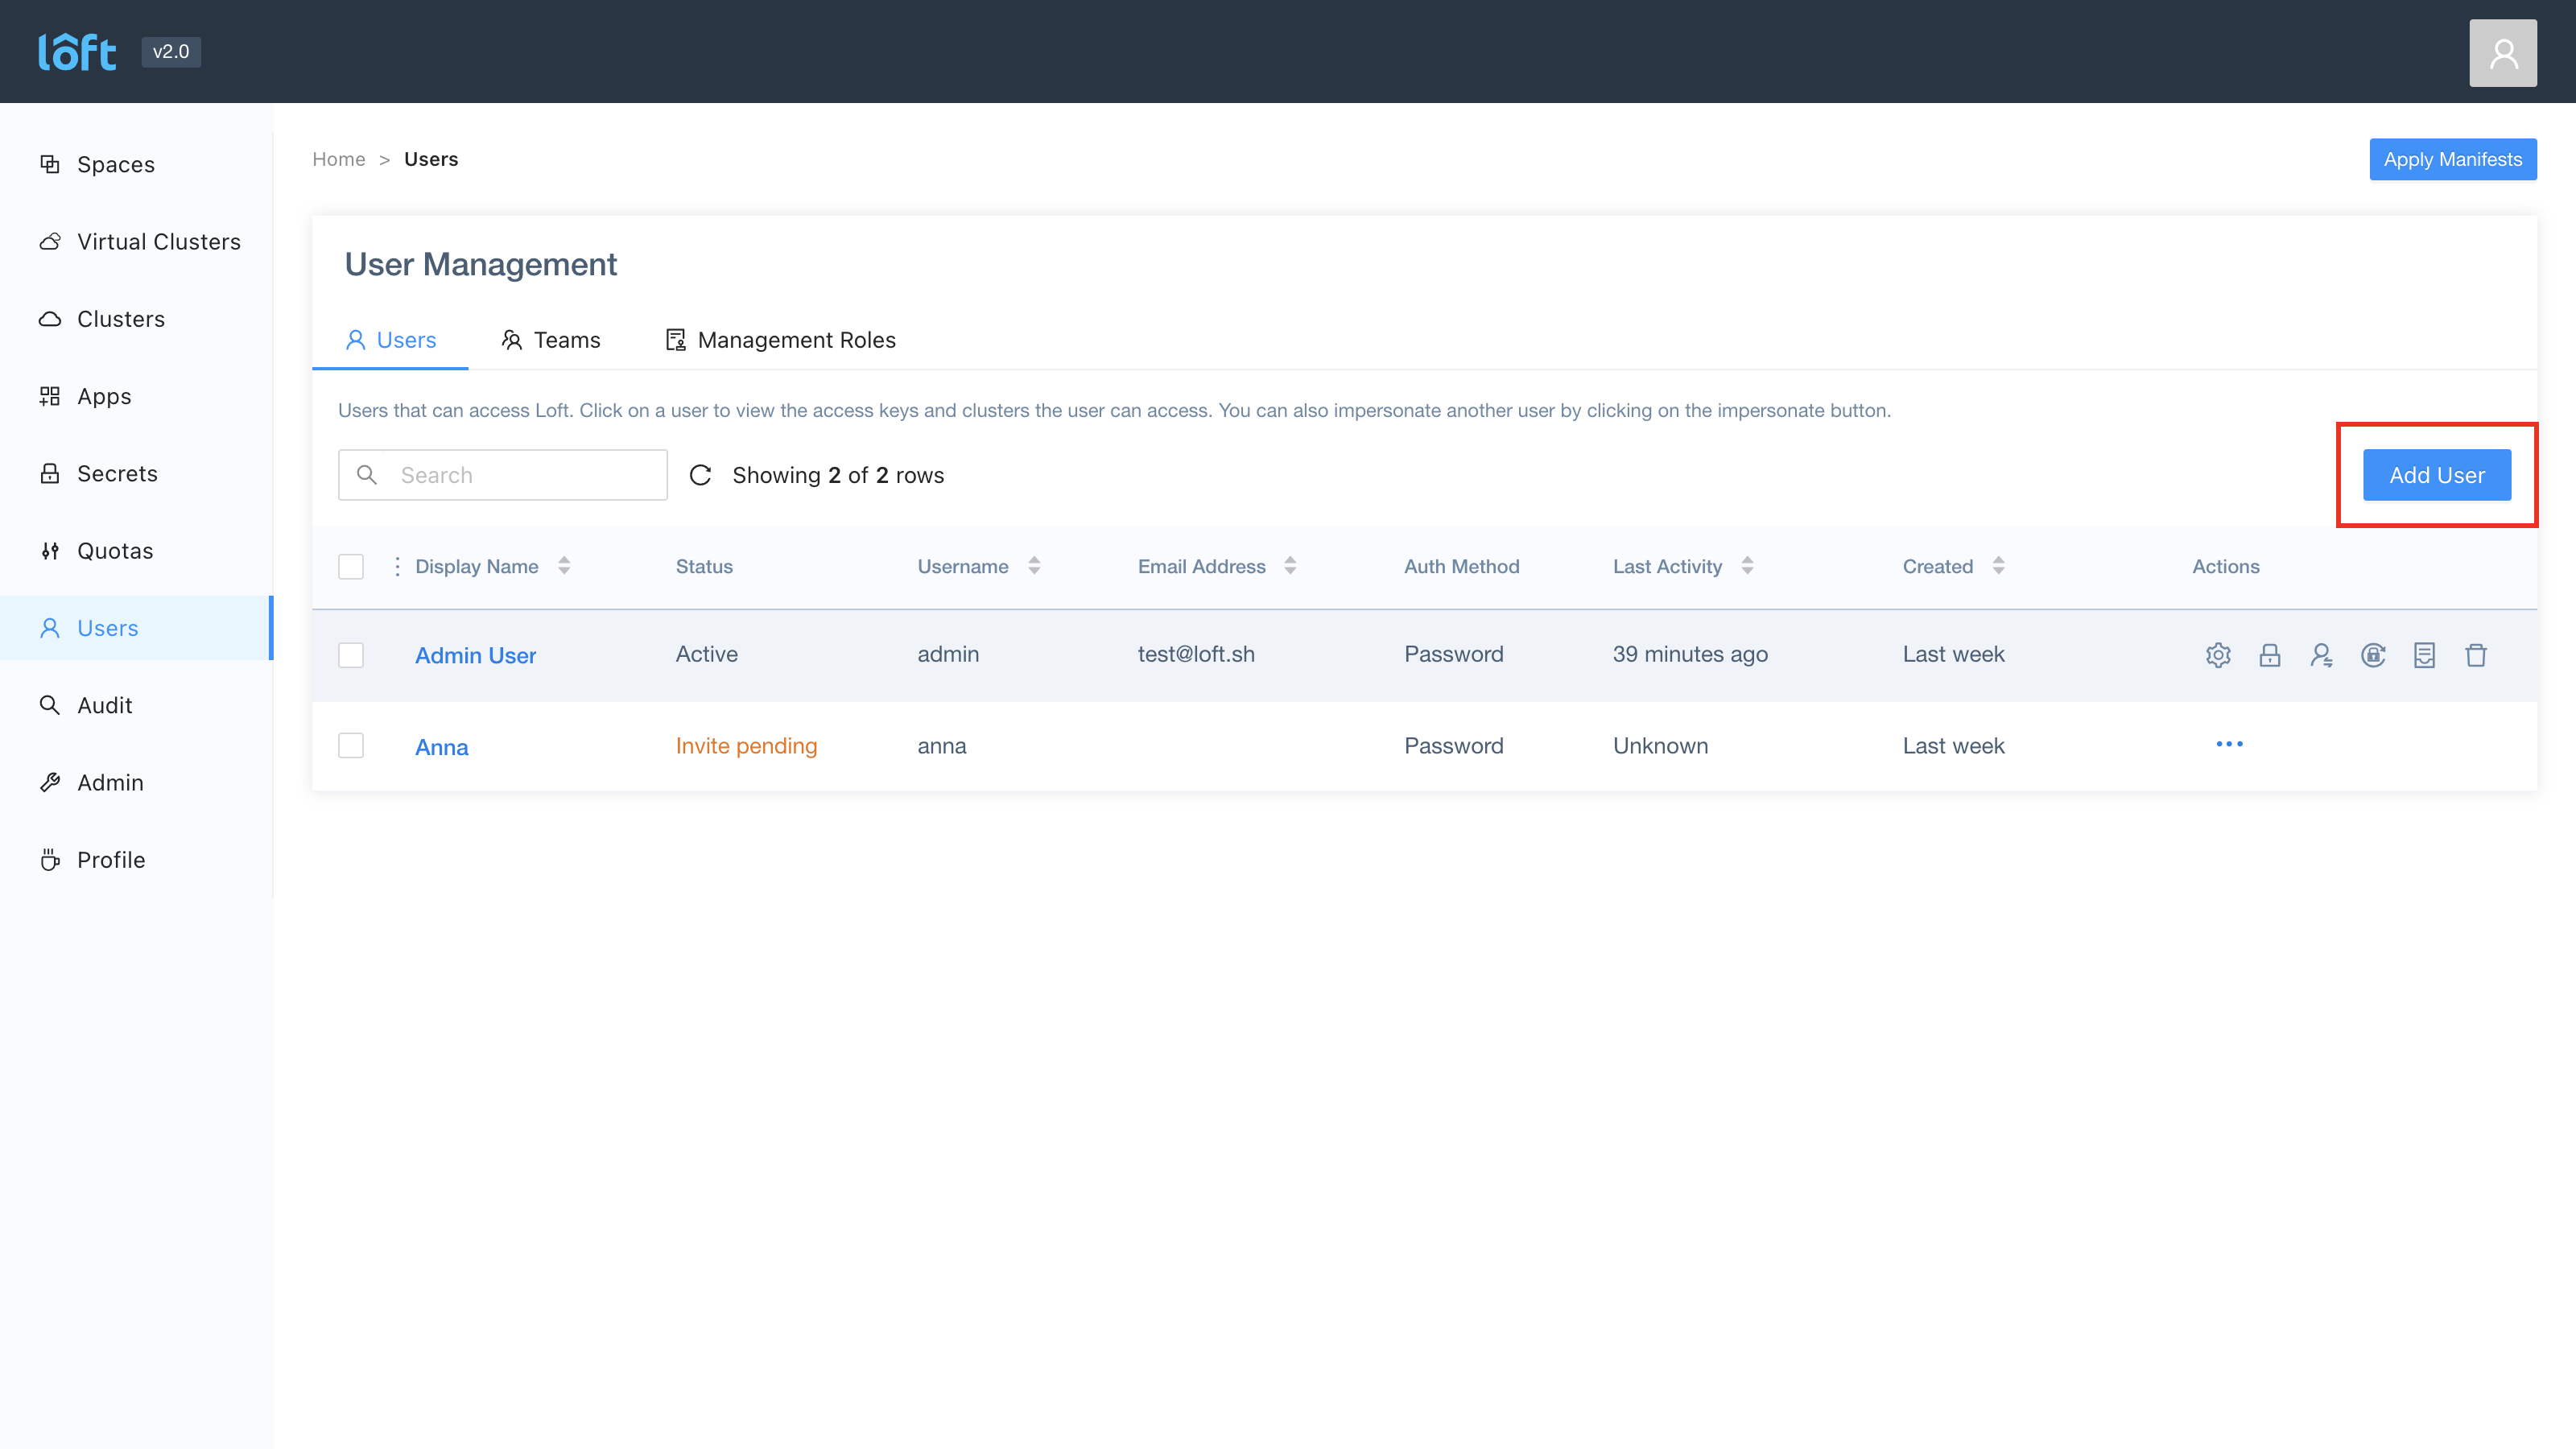 lôft v2.0
Spaces
Virtual Clusters
Clusters
Apps
Secrets
Quotas
Users
Audit
Admin
Profile
Home > Users
Apply Manifests
User Management
Users Teams Management Roles
Users that can access Loft. Click on a user to view the access keys and clusters the user can access. You can also impersonate another user by clicking on the impersonate button.
Search Showing 2 of 2 rows Add User
Display Name Status Username Email Address Auth Method Last Activity Created Actions
Admin User Active admin test@loft.sh Password 39 minutes ago Last week
Anna Invite pending anna Password Unknown Last week